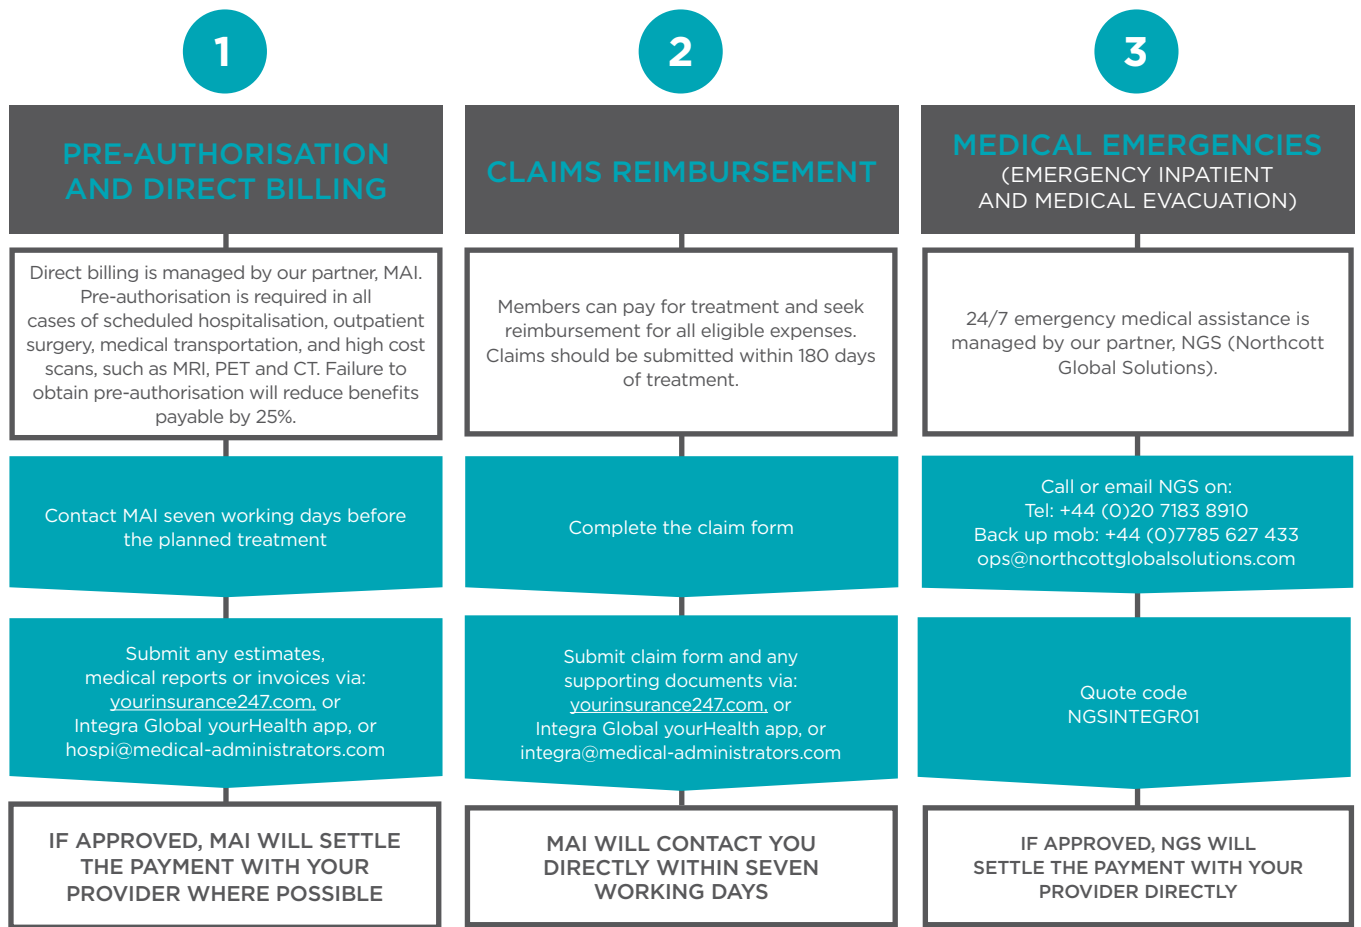 1
PRE-AUTHORISATION
AND DIRECT BILLING
Direct billing is managed by our partner, MAI.
Pre-authorisation is required in all
cases of scheduled hospitalisation, outpatient
surgery, medical transportation, and high cost
scans, such as MRI, PET and CT. Failure to
obtain pre-authorisation will reduce benefits
payable by 25%.
Contact MAI seven working days before
the planned treatment
Submit any estimates,
medical reports or invoices via:
yourinsurance247.com, or
Integra Global yourHealth app, or
hospi@medical-administrators.com
IF APPROVED, MAI WILL SETTLE
THE PAYMENT WITH YOUR
PROVIDER WHERE POSSIBLE
2
CLAIMS REIMBURSEMENT
Members can pay for treatment and seek
reimbursement for all eligible expenses.
Claims should be submitted within 180 days
of treatment.
Complete the claim form
Submit claim form and any
supporting documents via:
yourinsurance247.com, or
Integra Global yourHealth app, or
integra@medical-administrators.com
MAI WILL CONTACT YOU
DIRECTLY WITHIN SEVEN
WORKING DAYS
3
MEDICAL EMERGENCIES
(EMERGENCY INPATIENT
AND MEDICAL EVACUATION)
24/7 emergency medical assistance is
managed by our partner, NGS (Northcott
Global Solutions).
Call or email NGS on:
Tel: +44 (0)20 7183 8910
Back up mob: +44 (0)7785 627 433
ops@northcottglobalsolutions.com
Quote code
NGSINTEGR01
IF APPROVED, NGS WILL
SETTLE THE PAYMENT WITH YOUR
PROVIDER DIRECTLY